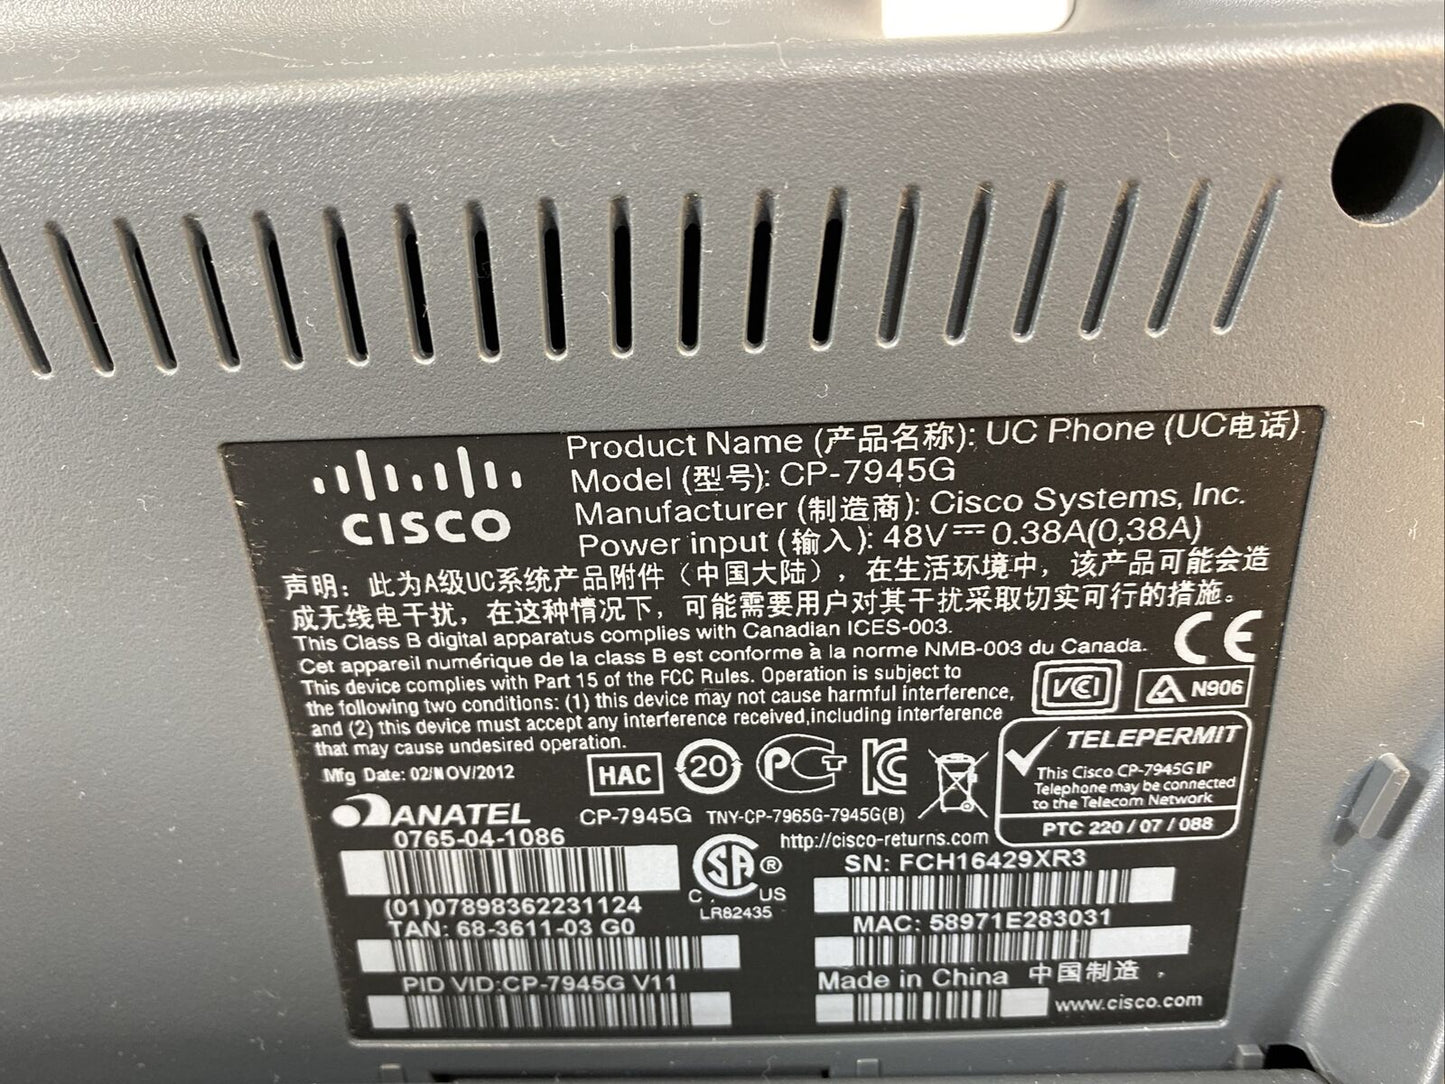 CISCO
Product Name (产品名称): UC Phone (UC电话)
Model (型号): CP-7945G
Manufacturer (制造商): Cisco Systems, Inc.
Power input (输入): 48V⎓0.38A(0,38A)
声明：此为A级UC系统产品附件（中国大陆），在生活环境中，该产品可能会造
成无线电干扰，在这种情况下，可能需要用户对其干扰采取切实可行的措施。
This Class B digital apparatus complies with Canadian ICES-003.
Cet appareil numérique de la class B est conforme à la norme NMB-003 du Canada.
This device complies with Part 15 of the FCC Rules. Operation is subject to
the following two conditions: (1) this device may not cause harmful interference,
and (2) this device must accept any interference received,including interference
that may cause undesired operation.
CE
VCCI
N906
Mfg Date: 02/NOV/2012
HAC
20
TELEPERMIT
This Cisco CP-7945G IP
Telephone may be connected
to the Telecom Network
PTC 220 / 07 / 088
ANATEL
CP-7945G TNY-CP-7965G-7945G(B)
0765-04-1086
http://cisco-returns.com
(01)07898362231124
SA ®
C US
LR82435
SN: FCH16429XR3
TAN: 68-3611-03 G0
MAC: 58971E283031
PID VID:CP-7945G V11
Made in China 中国制造 .
www.cisco.com